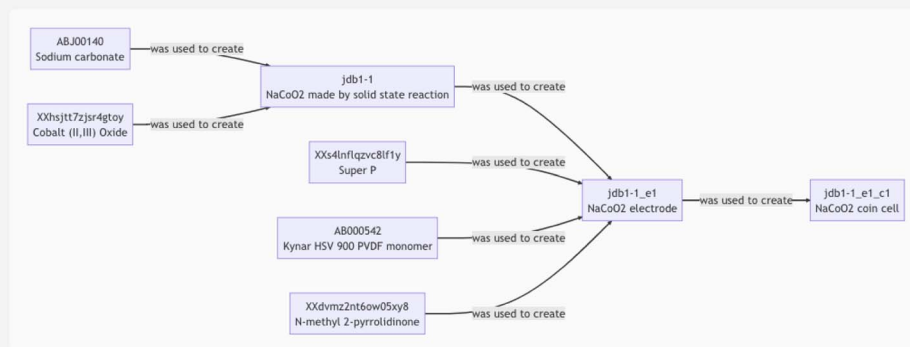 ABJ00140
Sodium carbonate
was used to create
jdb1-1
NaCoO2 made by solid state reaction
was used to create
XXhsjtt7zjsr4gtoy
Cobalt (II,III) Oxide
was used to create
XXs4lnflqzvc8lf1y
Super P
was used to create
jdb1-1_e1
NaCoO2 electrode
was used to create
jdb1-1_e1_c1
NaCoO2 coin cell
AB000542
Kynar HSV 900 PVDF monomer
was used to create
XXdvmz2nt6ow05xy8
N-methyl 2-pyrrolidinone
was used to create